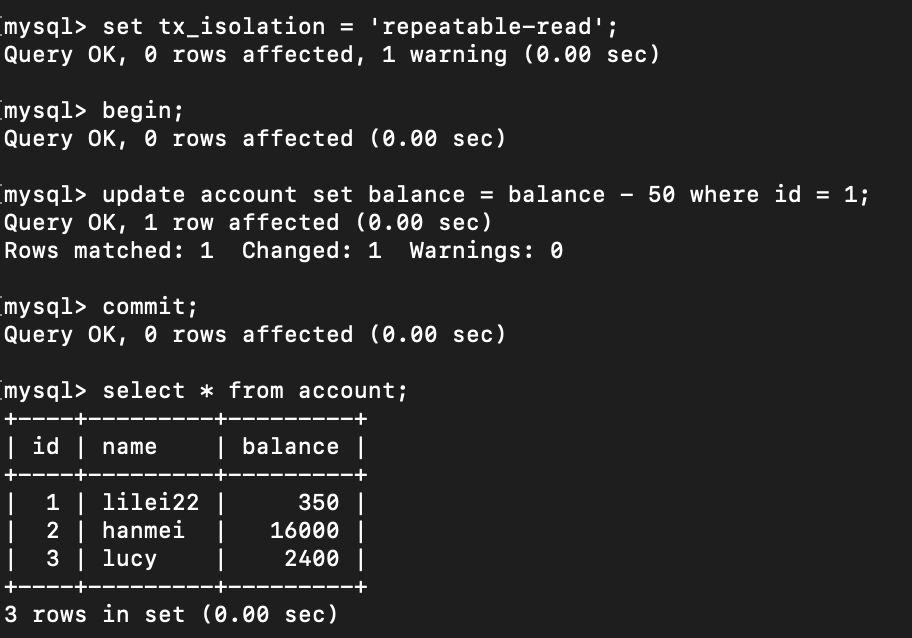 mysql> set tx_isolation = 'repeatable-read';
Query OK, 0 rows affected, 1 warning (0.00 sec)

mysql> begin;
Query OK, 0 rows affected (0.00 sec)

mysql> update account set balance = balance - 50 where id = 1;
Query OK, 1 row affected (0.00 sec)
Rows matched: 1  Changed: 1  Warnings: 0

mysql> commit;
Query OK, 0 rows affected (0.00 sec)

mysql> select * from account;
+----+---------+---------+
| id | name    | balance |
+----+---------+---------+
|  1 | lilei22 |     350 |
|  2 | hanmei  |   16000 |
|  3 | lucy    |    2400 |
+----+---------+---------+
3 rows in set (0.00 sec)